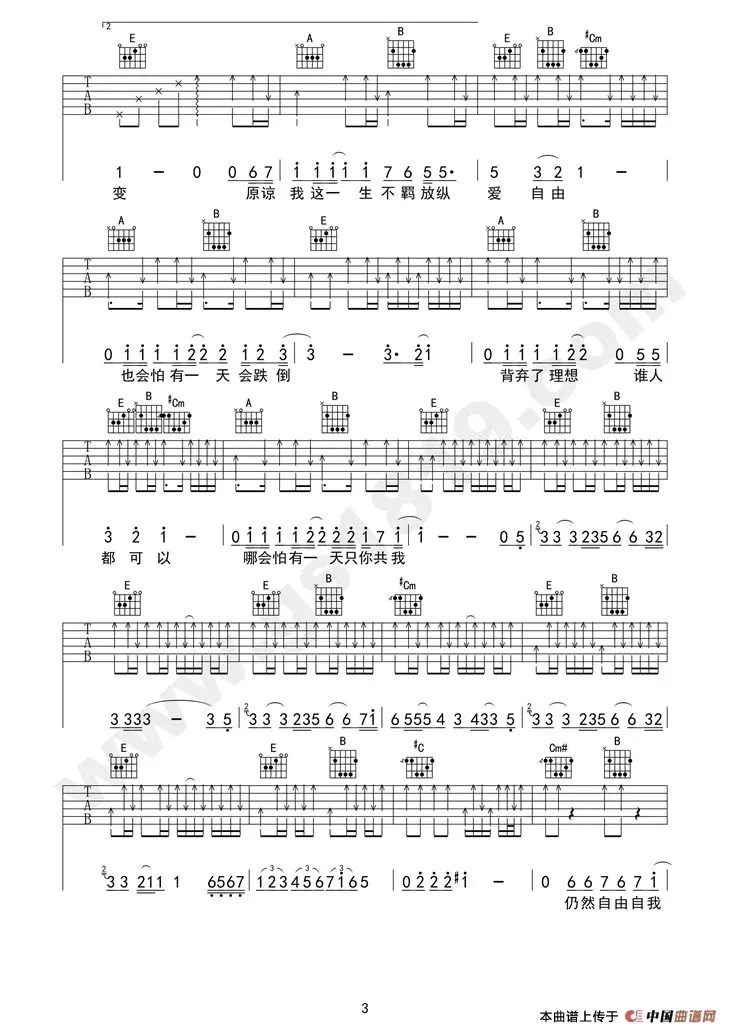 2
E A B E B #Cm
T A B
1 – 0 0 6 7 1 1 1 1 1 1 7 6 5 5· 5 3 2 1 –
变 原谅 我这一 生不羁放纵 爱 自由
A B E A B
T A B
0 1 1 1 1 2 2 2 1 2 3 3 – 3· 2 1 0 1 1 1 1 2 2 0 5 5
也会怕有一 天 会跌 倒 背弃了理想 谁人
E B #Cm A B E E B
T A B
3 2 1 – 0 1 1 1 1 2 2 2 2 1 7 1 1 – – 0 5 2 3 3 3 2 3 5 6 6 3 2
都 可 以 哪会怕有一 天只你共我
E E B #Cm E B
T A B
3 3 3 3 – 3 5 2 3 3 3 2 3 5 6 6 7 1 6 5 5 5 4 3 4 3 3 5 2 3 3 3 2 3 5 6 6 3 2
E E B #C Cm# B
T A B
2 3 3 2 1 1 1 6 5 6 7 3 3 3 1 2 3 4 5 6 7 1 6 5 0 2 2 2 #1 – 0 6 6 7 6 7 1
仍然自由自我
3
本曲谱上传于 中国曲谱网
www.qs1819.com